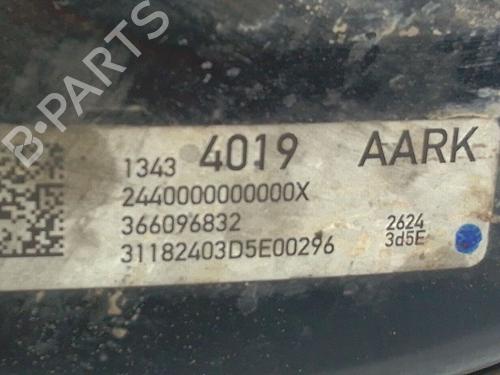 B-PARTS
1343 4019 AARK
2440000000000X
366096832 2624
31182403D5E00296 3d5E